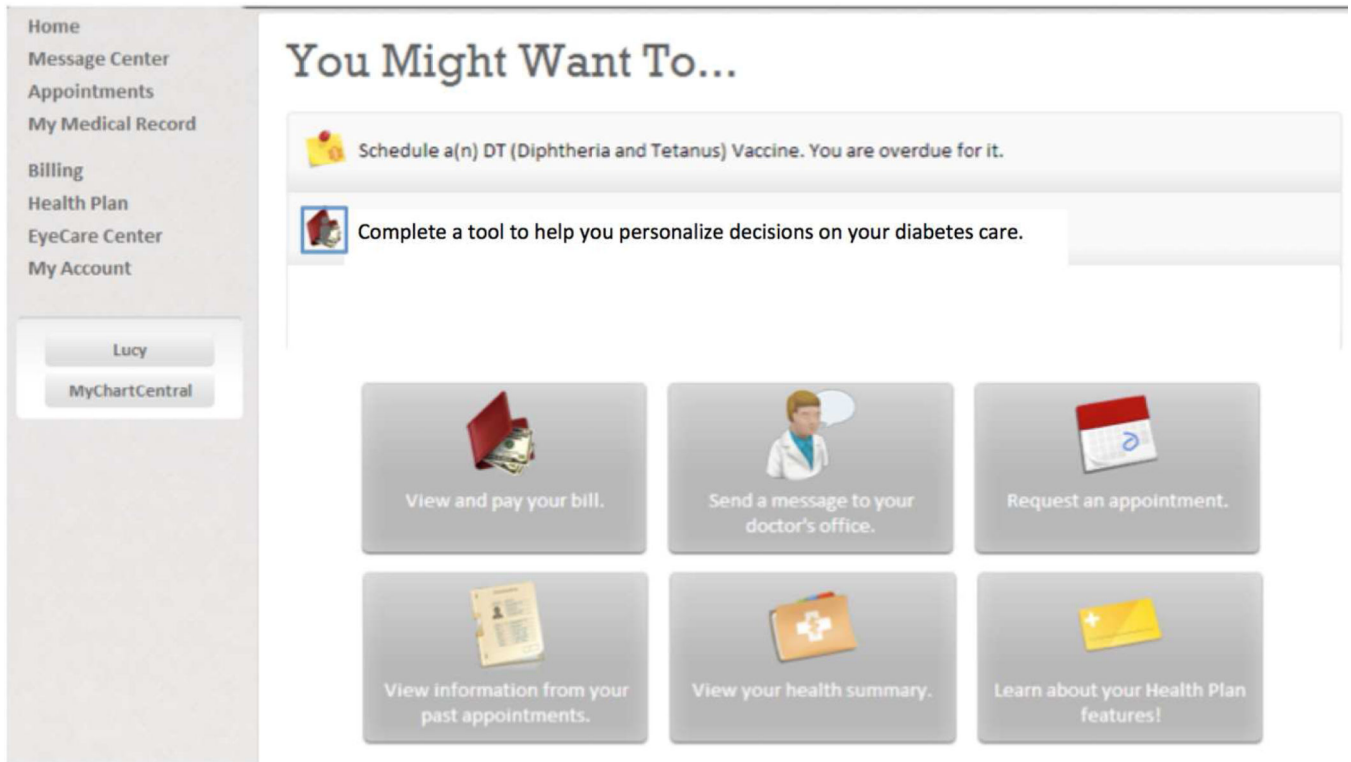 Home
Message Center
Appointments
My Medical Record
Billing
Health Plan
EyeCare Center
My Account
Lucy
MyChartCentral
You Might Want To...
Schedule a(n) DT (Diphtheria and Tetanus) Vaccine. You are overdue for it.
Complete a tool to help you personalize decisions on your diabetes care.
View and pay your bill.
Send a message to your
doctor's office.
Request an appointment.
View information from your
past appointments.
View your health summary.
Learn about your Health Plan
features!